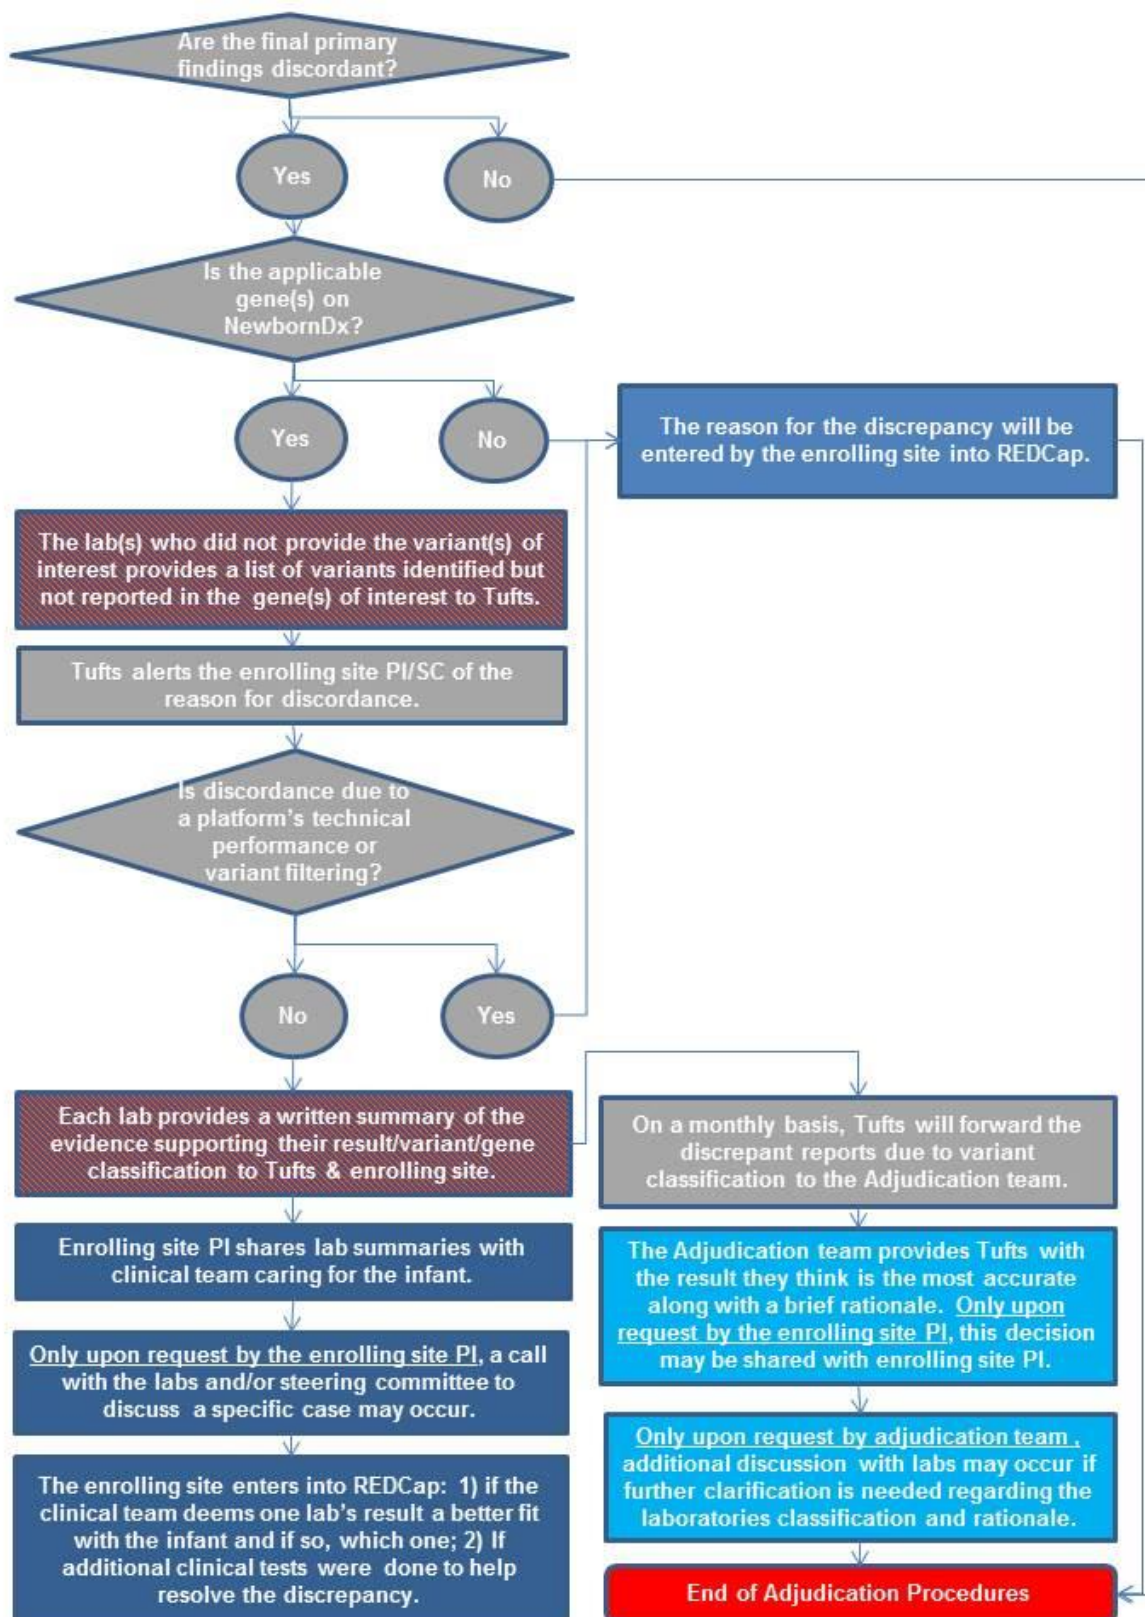 Are the final primary
findings discordant?
Yes
No
Is the applicable
gene(s) on
NewbornDx?
Yes
No
The reason for the discrepancy will be
entered by the enrolling site into REDCap.
The lab(s) who did not provide the variant(s) of
interest provides a list of variants identified but
not reported in the gene(s) of interest to Tufts.
Tufts alerts the enrolling site PI/SC of the
reason for discordance.
Is discordance due to
a platform's technical
performance or
variant filtering?
No
Yes
Each lab provides a written summary of the
evidence supporting their result/variant/gene
classification to Tufts & enrolling site.
Enrolling site PI shares lab summaries with
clinical team caring for the infant.
Only upon request by the enrolling site PI, a call
with the labs and/or steering committee to
discuss a specific case may occur.
The enrolling site enters into REDCap: 1) if the
clinical team deems one lab's result a better fit
with the infant and if so, which one; 2) If
additional clinical tests were done to help
resolve the discrepancy.
On a monthly basis, Tufts will forward the
discrepant reports due to variant
classification to the Adjudication team.
The Adjudication team provides Tufts with
the result they think is the most accurate
along with a brief rationale. Only upon
request by the enrolling site PI, this decision
may be shared with enrolling site PI.
Only upon request by adjudication team ,
additional discussion with labs may occur if
further clarification is needed regarding the
laboratories classification and rationale.
End of Adjudication Procedures